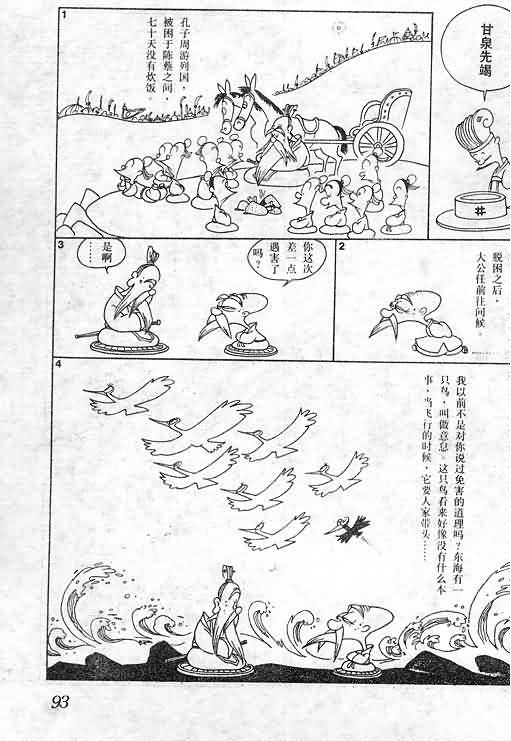 甘泉先竭
井
1
孔子周游列国，
被困于陈蔡之间，
七十天没有炊饭。
2
脱困之后，
大公任前往问候。
3
你这次
差一点
遇害了
吗？
是啊
……
4
我以前不是对你说过免害的道理吗？东海有一
只鸟，叫做意怠。这只鸟看来好像没有什么本
事，当飞行的时候，它要人家带头……
93